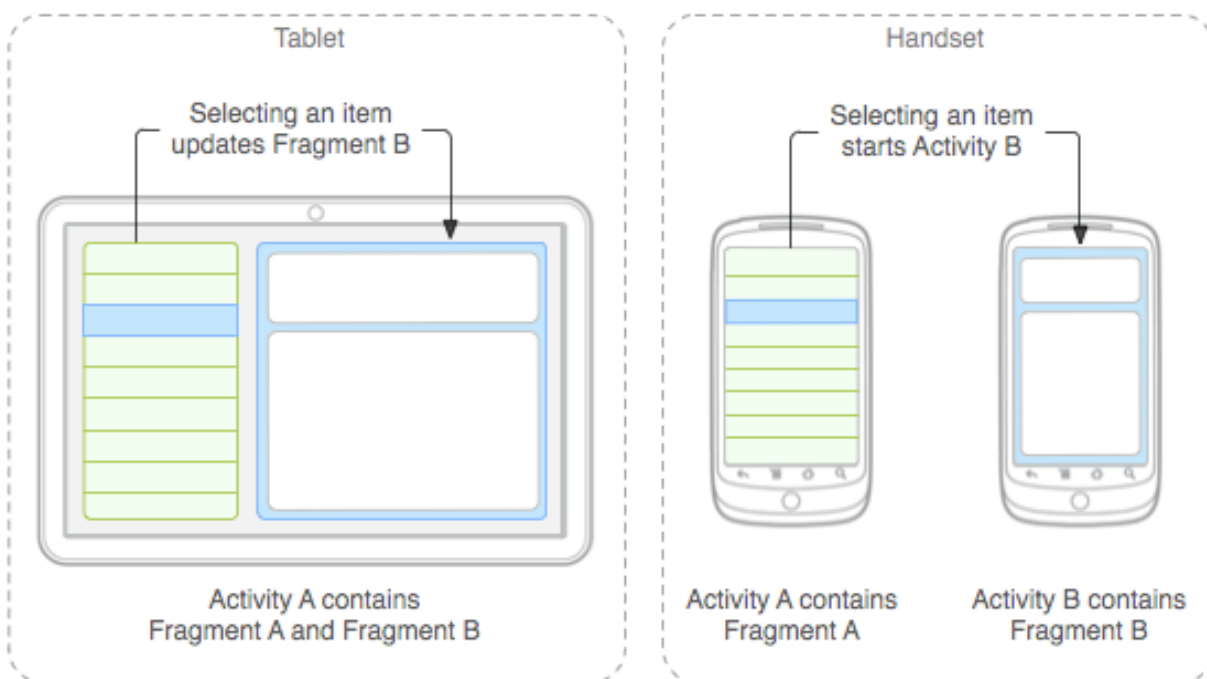 Tablet
Selecting an item
updates Fragment B
Activity A contains
Fragment A and Fragment B
Handset
Selecting an item
starts Activity B
Activity A contains
Fragment A
Activity B contains
Fragment B